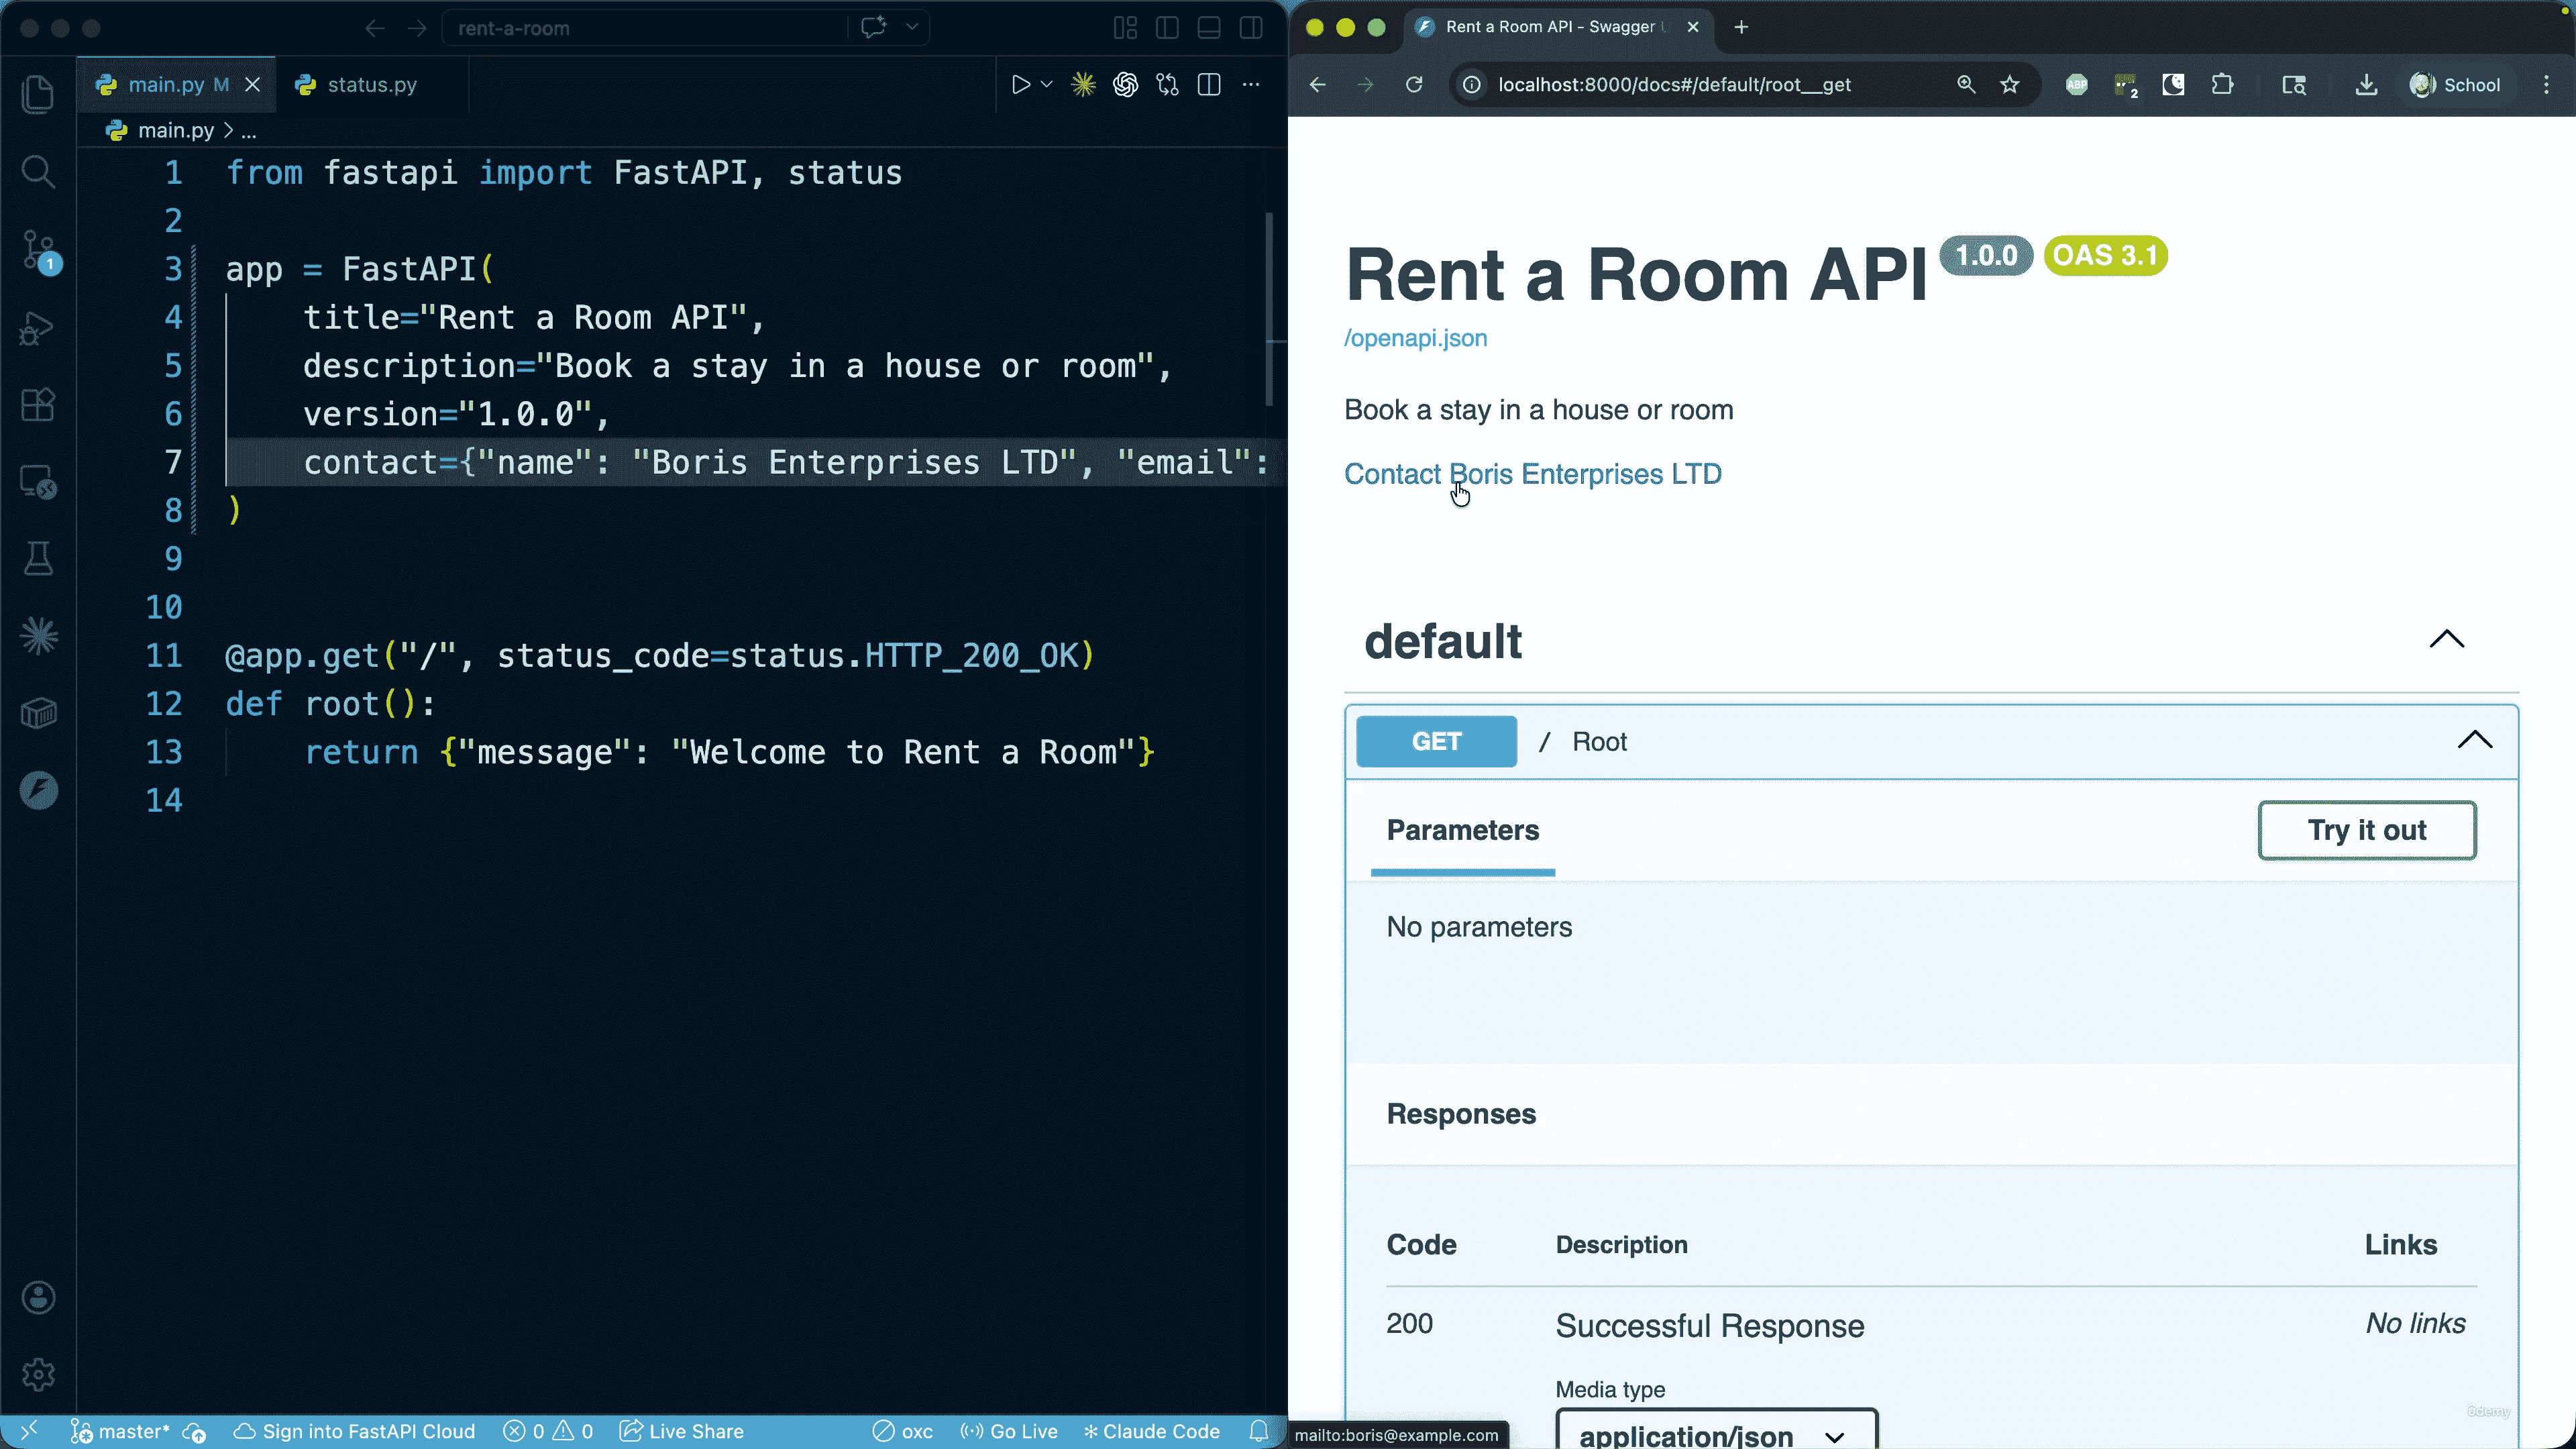 rent-a-room
main.py M
status.py
main.py > ...
1 from fastapi import FastAPI, status
2
3 app = FastAPI(
4 title="Rent a Room API",
5 description="Book a stay in a house or room",
6 version="1.0.0",
7 contact={"name": "Boris Enterprises LTD", "email":
8 )
9
10
11 @app.get("/", status_code=status.HTTP_200_OK)
12 def root():
13 return {"message": "Welcome to Rent a Room"}
14
1
master*
Sign into FastAPI Cloud
0 0
Live Share
oxc
Go Live
Claude Code
Rent a Room API - Swagger U
localhost:8000/docs#/default/root__get
ABP
2
School
Rent a Room API 1.0.0 OAS 3.1
/openapi.json
Book a stay in a house or room
Contact Boris Enterprises LTD
default
GET / Root
Parameters
Try it out
No parameters
Responses
Code Description Links
200 Successful Response No links
Media type
application/json
mailto:boris@example.com
ûdemy